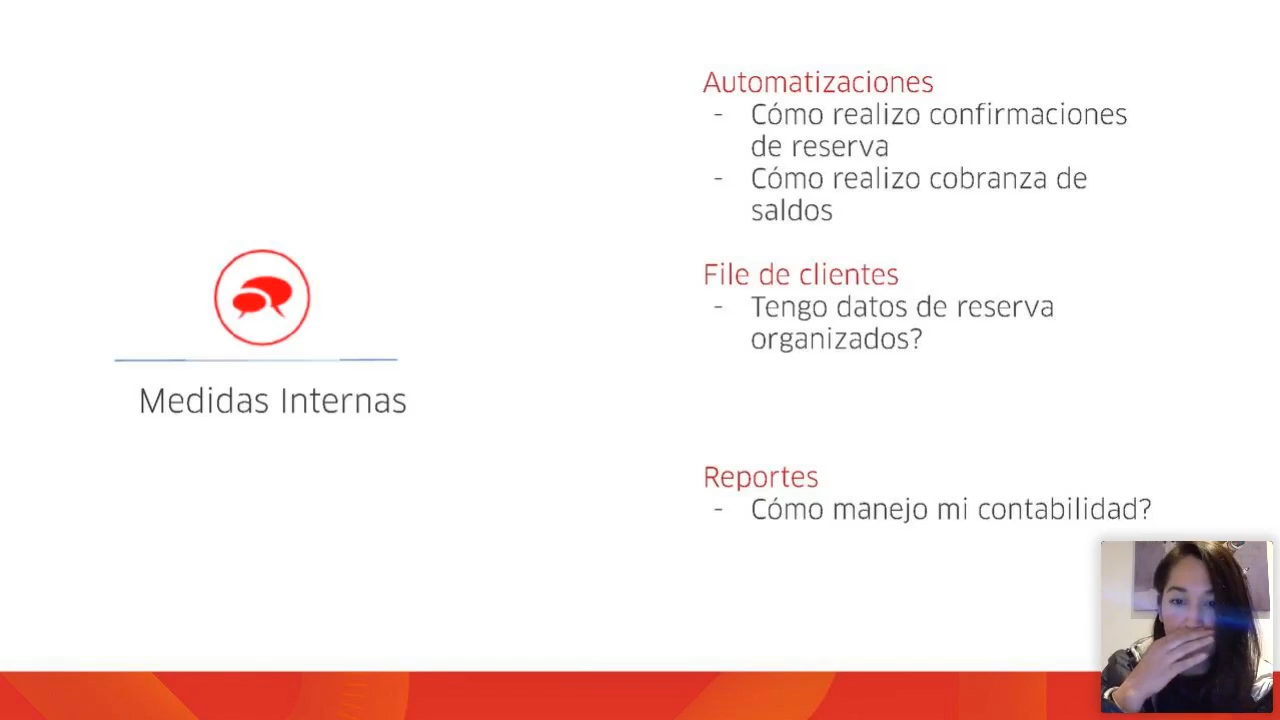 Automatizaciones
- Cómo realizo confirmaciones
de reserva
- Cómo realizo cobranza de
saldos
File de clientes
- Tengo datos de reserva
organizados?
Medidas Internas
Reportes
- Cómo manejo mi contabilidad?